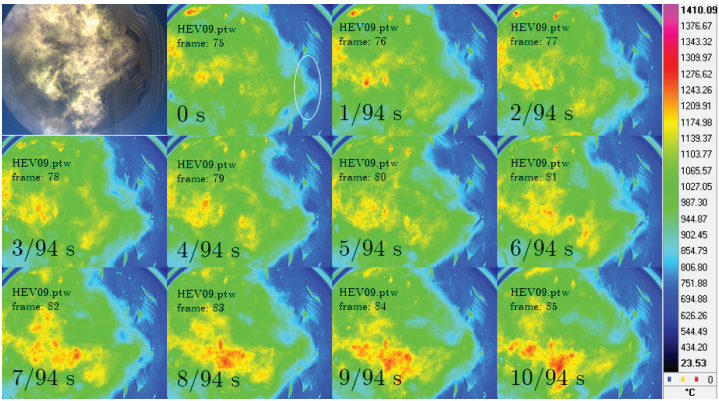 HEV09.ptw
frame: 75
0 s
HEV09.ptw
frame: 76
1/94 s
HEV09.ptw
frame: 77
2/94 s
HEV09.ptw
frame: 78
3/94 s
HEV09.ptw
frame: 79
4/94 s
HEV09.ptw
frame: 80
5/94 s
HEV09.ptw
frame: 81
6/94 s
HEV09.ptw
frame: 82
7/94 s
HEV09.ptw
frame: 83
8/94 s
HEV09.ptw
frame: 84
9/94 s
HEV09.ptw
frame: 85
10/94 s
1410.09
1376.67
1343.32
1309.97
1276.62
1243.26
1209.91
1174.98
1139.37
1103.77
1065.57
1027.05
987.30
944.87
902.45
854.79
806.80
751.88
694.88
626.26
544.49
434.20
23.53
0
°C